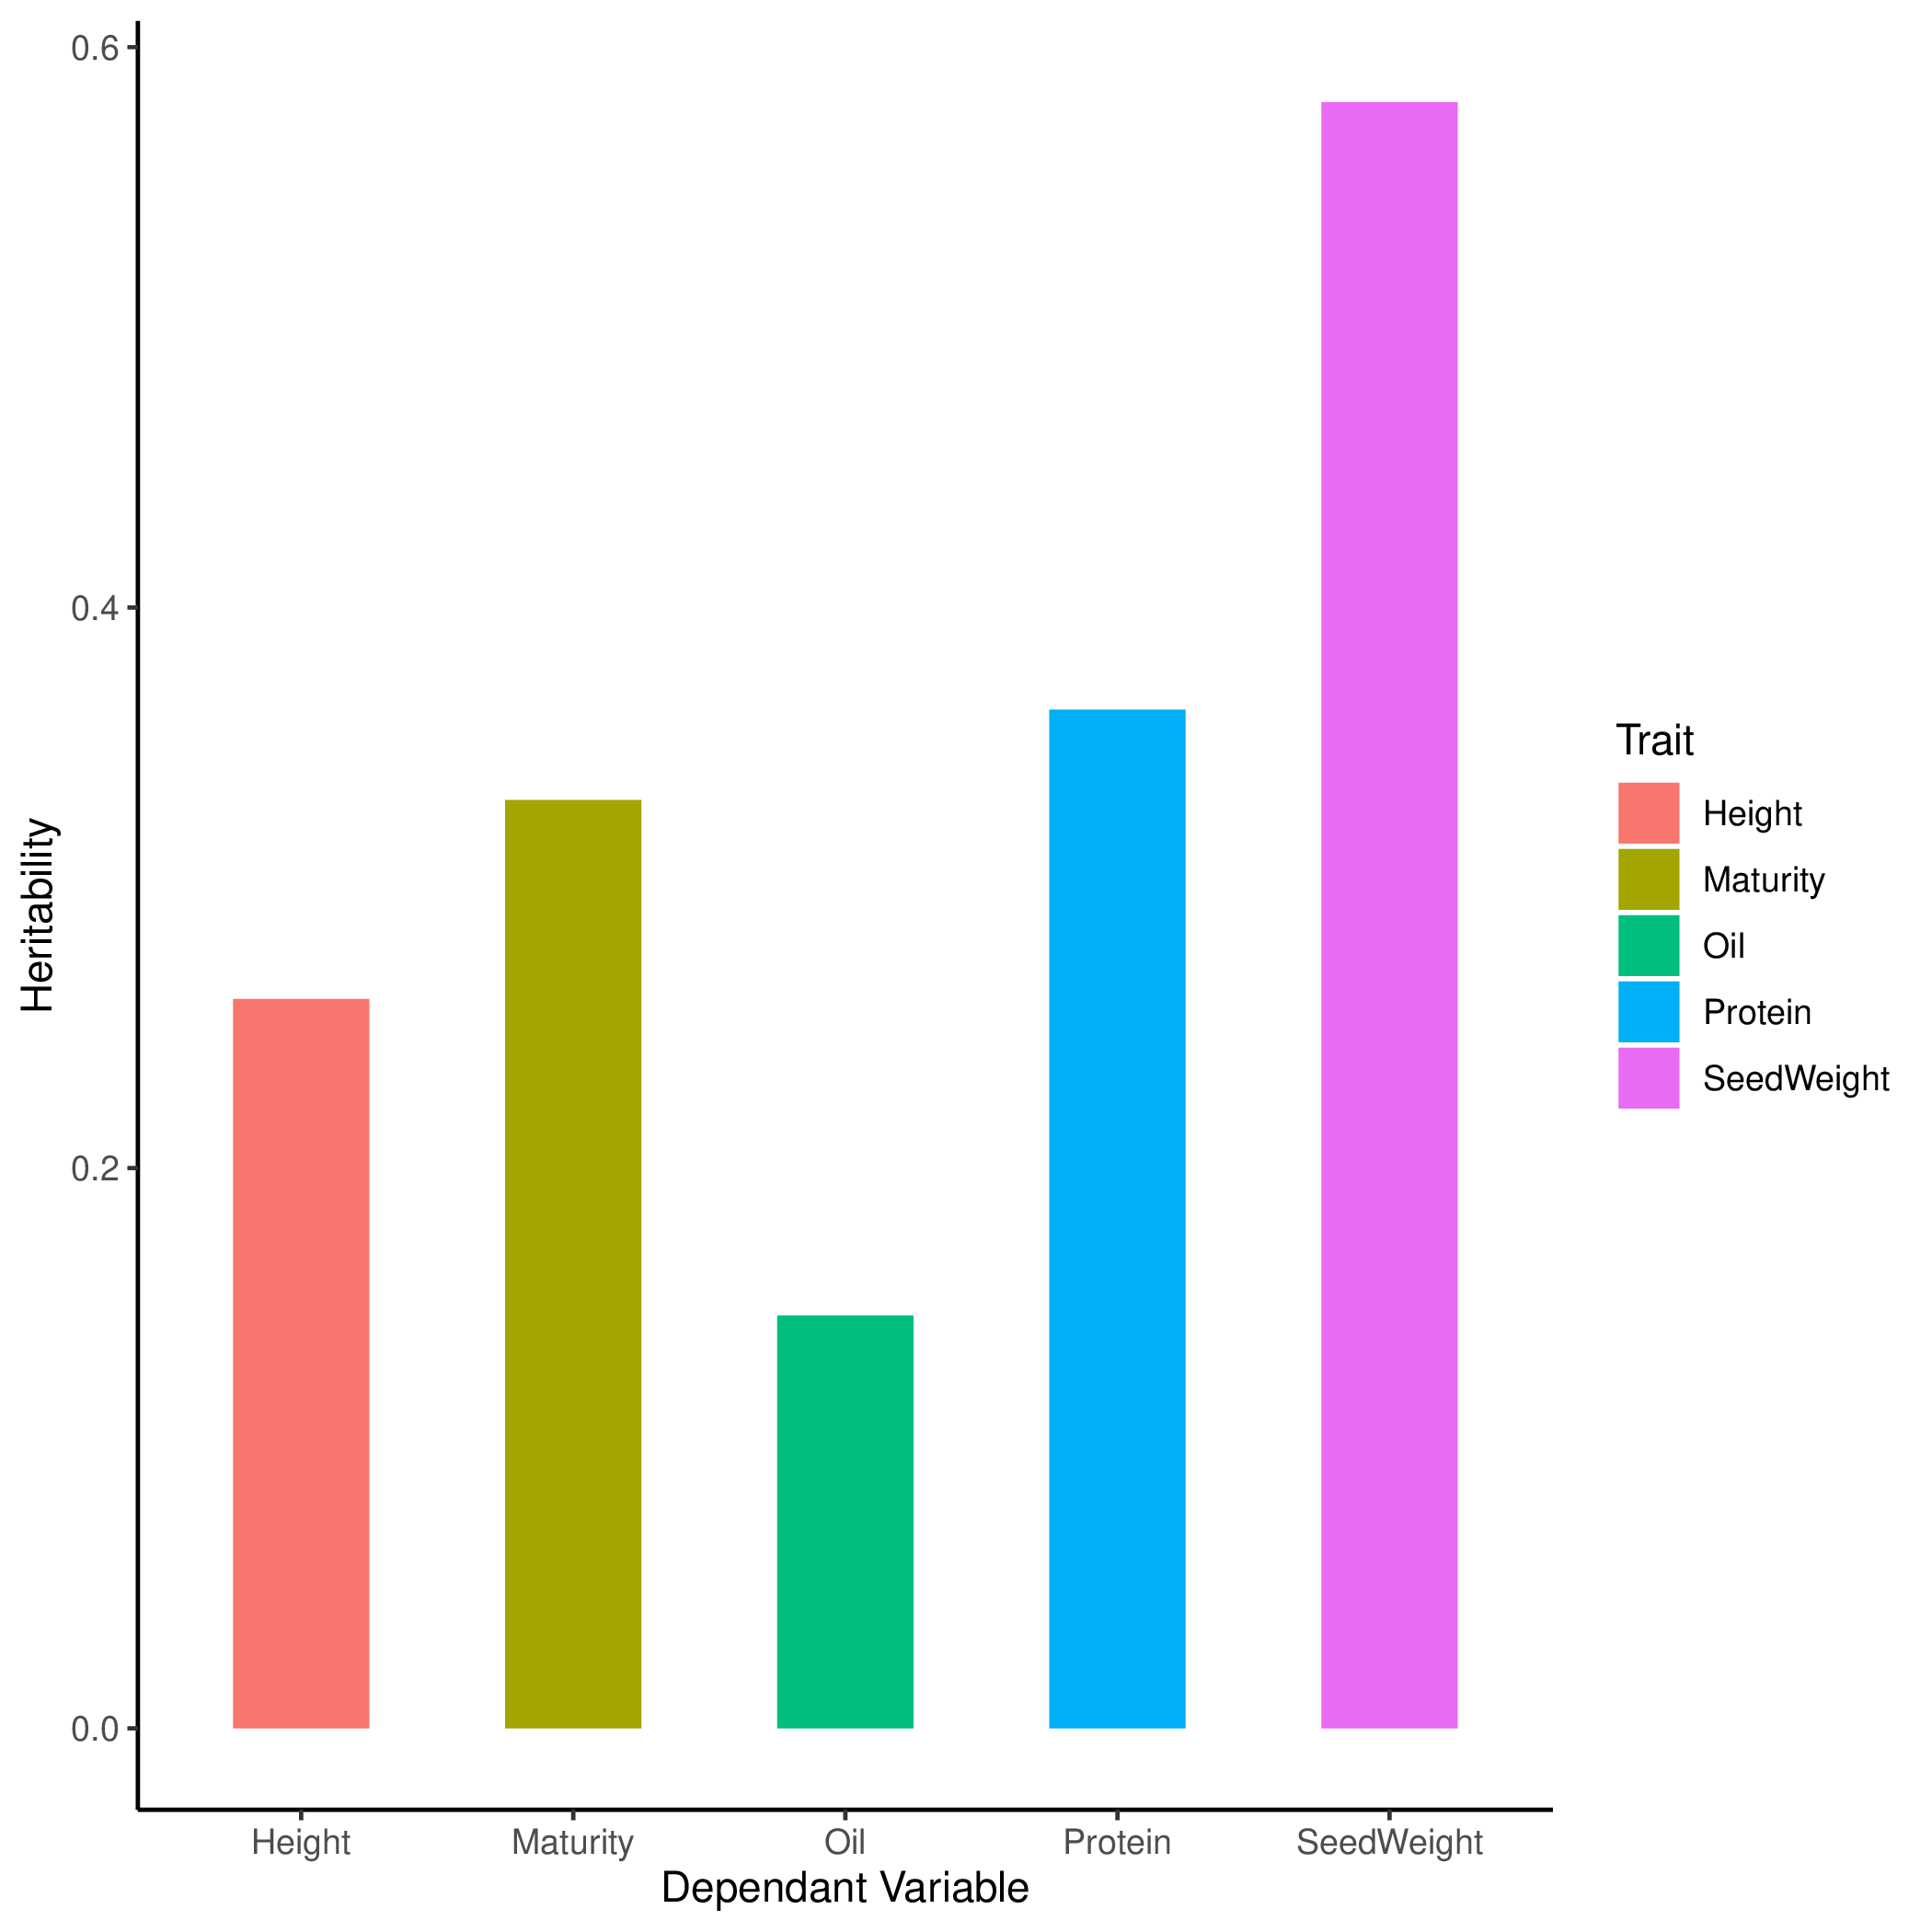 0.6
0.4
0.2
0.0
Heritability
Height Maturity Oil Protein SeedWeight
Dependant Variable
Trait
Height
Maturity
Oil
Protein
SeedWeight